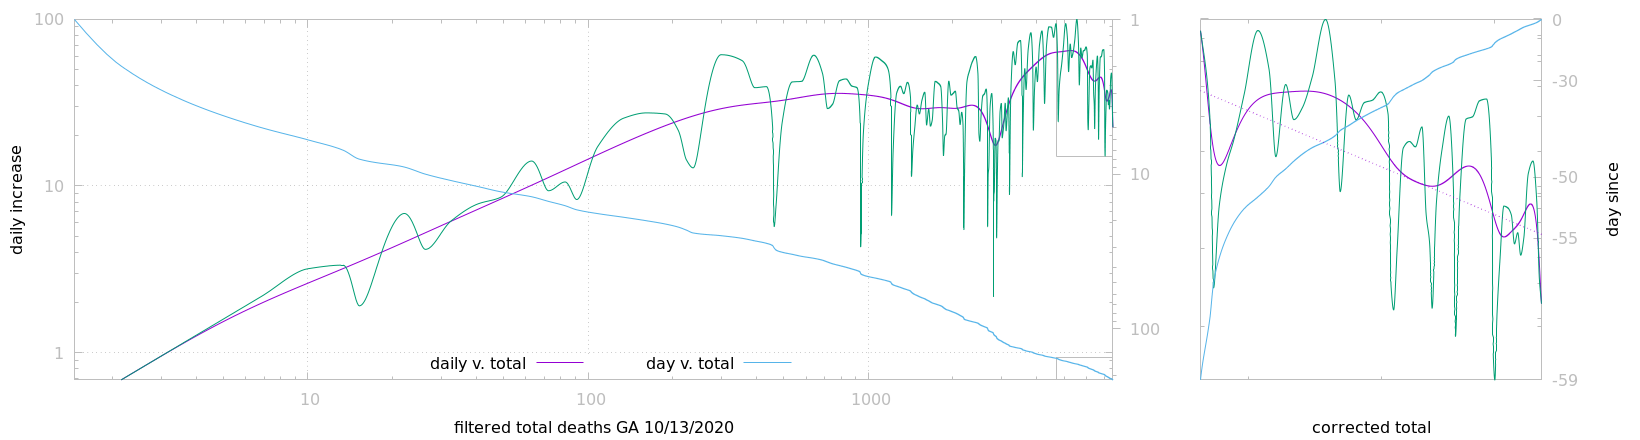 100
10
1
daily increase
10
100
1000
1
10
100
daily v. total
day v. total
filtered total deaths GA 10/13/2020
0
-30
-50
-55
-59
day since
corrected total